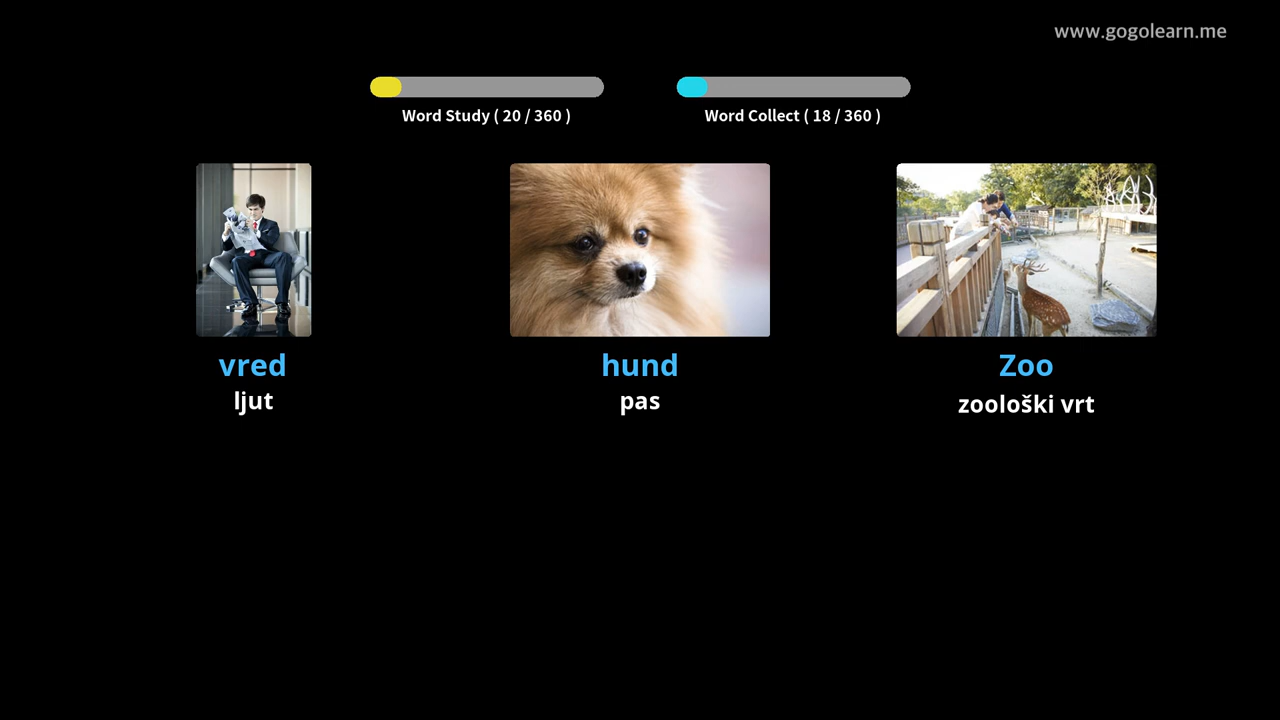 www.gogolearn.me
Word Study ( 20 / 360 )
Word Collect ( 18 / 360 )
vred
ljut
hund
pas
Zoo
zoološki vrt